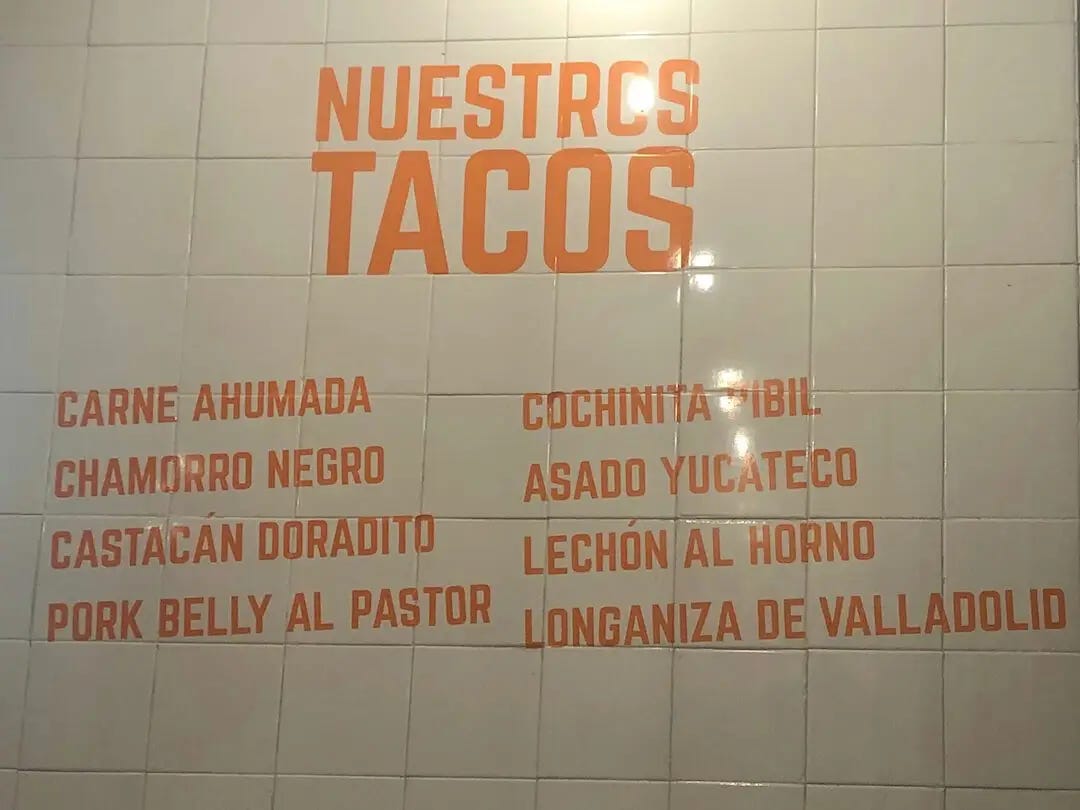 NUESTROS
TACOS
CARNE AHUMADA
CHAMORRO NEGRO
CASTACÁN DORADITO
PORK BELLY AL PASTOR
COCHINITA PIBIL
ASADO YUCATECO
LECHÓN AL HORNO
LONGANIZA DE VALLADOLID